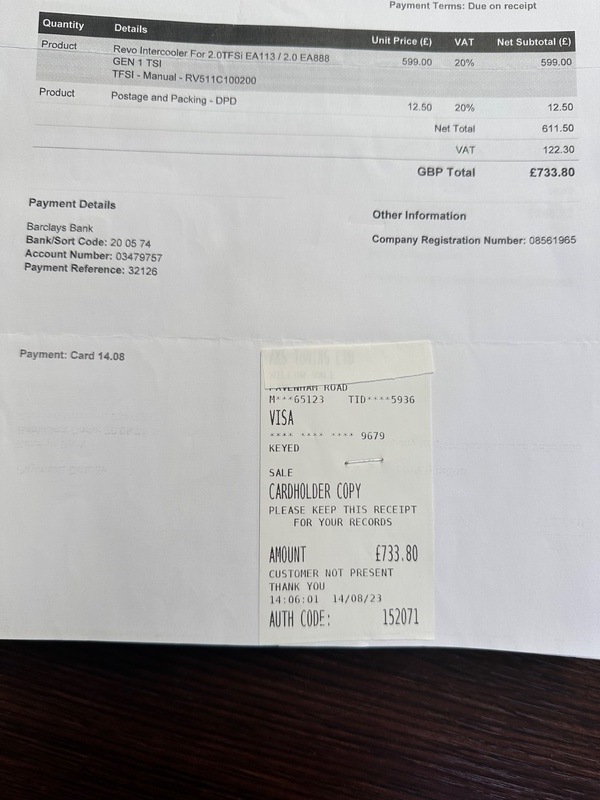 Payment Terms: Due on receipt
Quantity Details Unit Price (£) VAT Net Subtotal (£)
Product Revo Intercooler For 2.0TFSi EA113 / 2.0 EA888 599.00 20% 599.00
GEN 1 TSI
TFSI - Manual - RV511C100200
Product Postage and Packing - DPD 12.50 20% 12.50
Net Total 611.50
VAT 122.30
GBP Total £733.80
Payment Details
Other Information
Barclays Bank
Bank/Sort Code: 20 05 74
Company Registration Number: 08561965
Account Number: 03479757
Payment Reference: 32126
Payment: Card 14.08
PAVENHAM ROAD
M***65123 TID****5936
VISA
**** **** **** 9679
KEYED
SALE
CARDHOLDER COPY
PLEASE KEEP THIS RECEIPT
FOR YOUR RECORDS
AMOUNT £733.80
CUSTOMER NOT PRESENT
THANK YOU
14:06:01 14/08/23
AUTH CODE: 152071